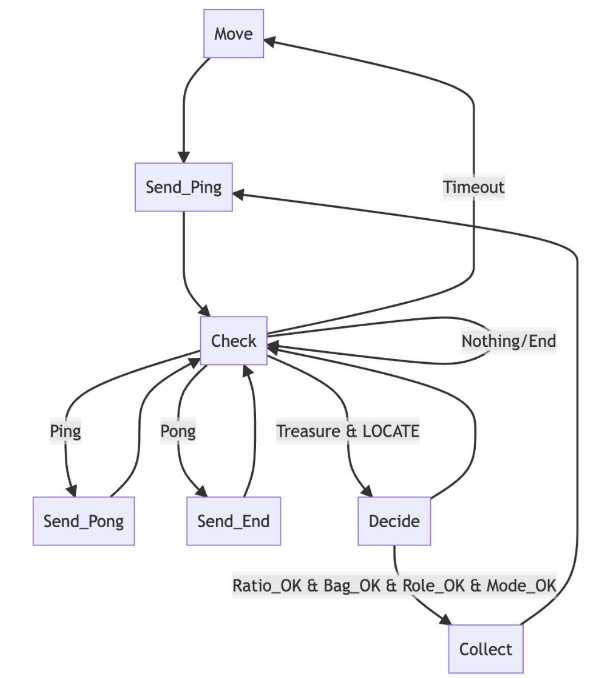 Move
Send_Ping
Timeout
Check
Nothing/End
Ping
Pong
Treasure & LOCATE
Send_Pong
Send_End
Decide
Ratio_OK & Bag_OK & Role_OK & Mode_OK
Collect